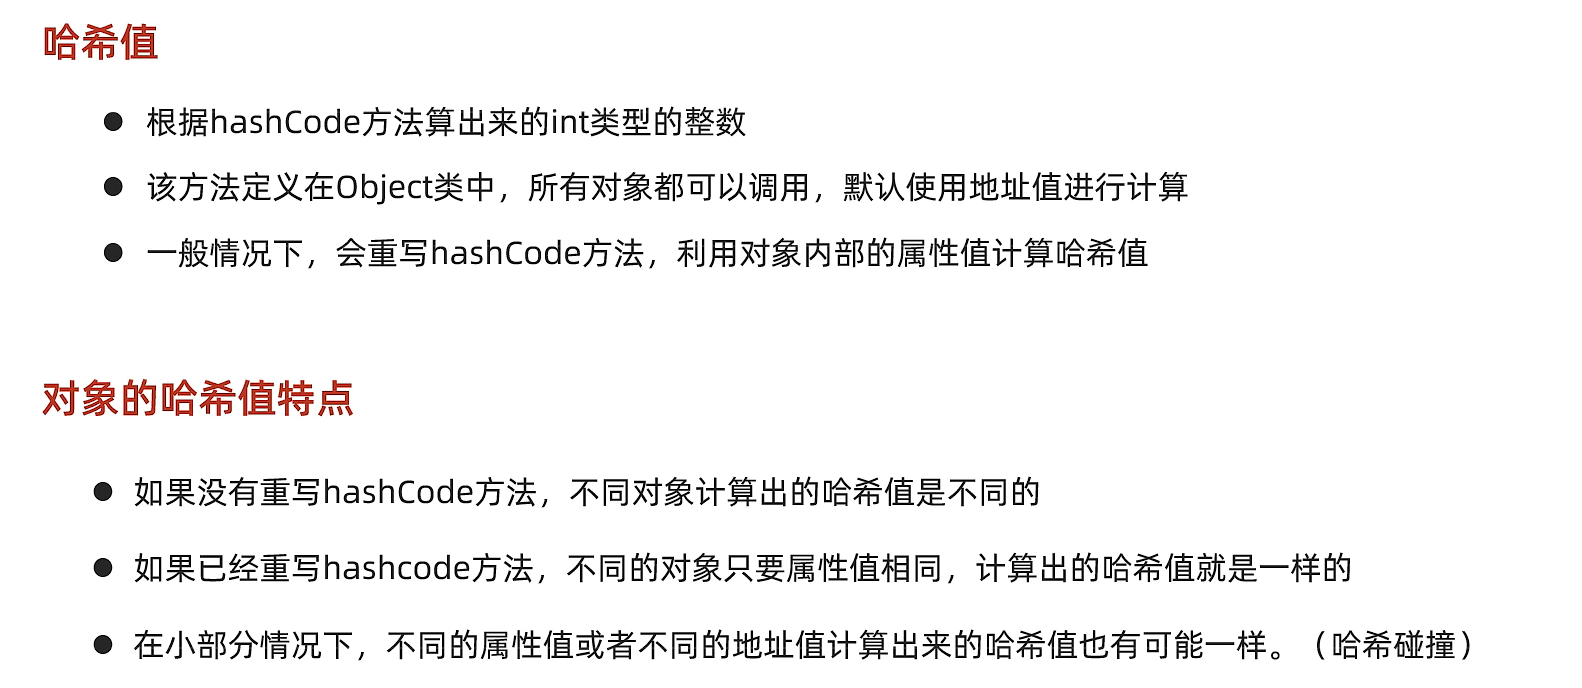 哈希值
● 根据hashCode方法算出来的int类型的整数
● 该方法定义在Object类中，所有对象都可以调用，默认使用地址值进行计算
● 一般情况下，会重写hashCode方法，利用对象内部的属性值计算哈希值
对象的哈希值特点
● 如果没有重写hashCode方法，不同对象计算出的哈希值是不同的
● 如果已经重写hashcode方法，不同的对象只要属性值相同，计算出的哈希值就是一样的
● 在小部分情况下，不同的属性值或者不同的地址值计算出来的哈希值也有可能一样。（哈希碰撞）